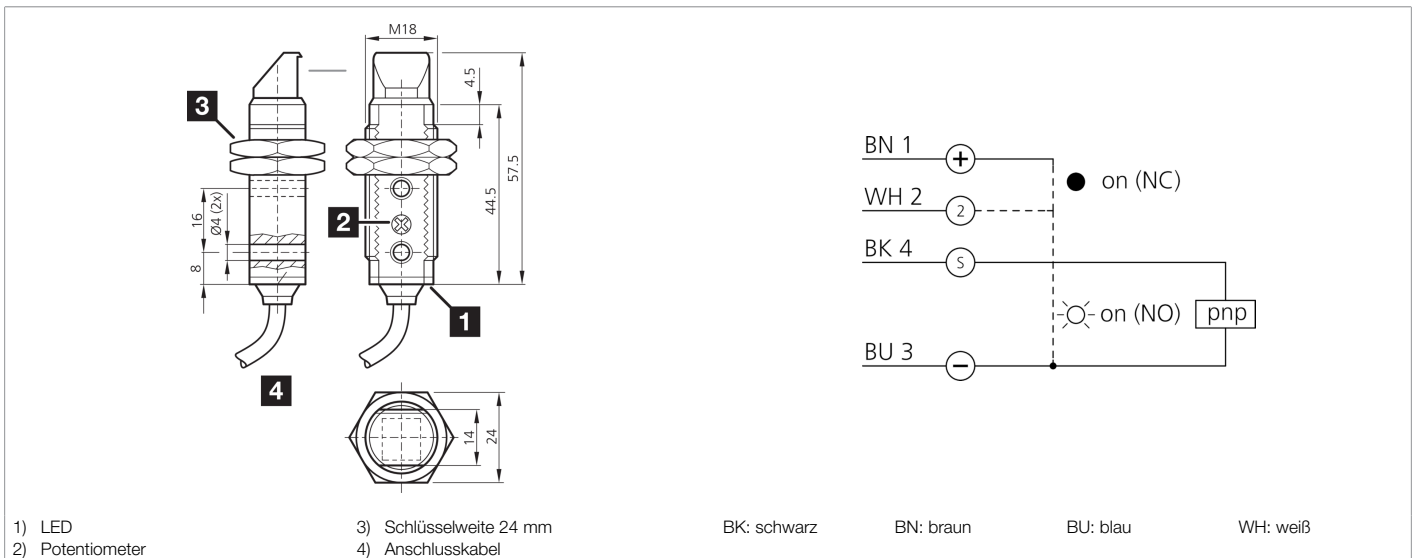 M18
4.5
3
57.5
44.5
16
Ø4 (2x)
2
8
1
4
14
24
BN 1
+
on (NC)
WH 2
2
BK 4
S
on (NO)
pnp
BU 3
−
1) LED
3) Schlüsselweite 24 mm
BK: schwarz
BN: braun
BU: blau
WH: weiß
2) Potentiometer
4) Anschlusskabel